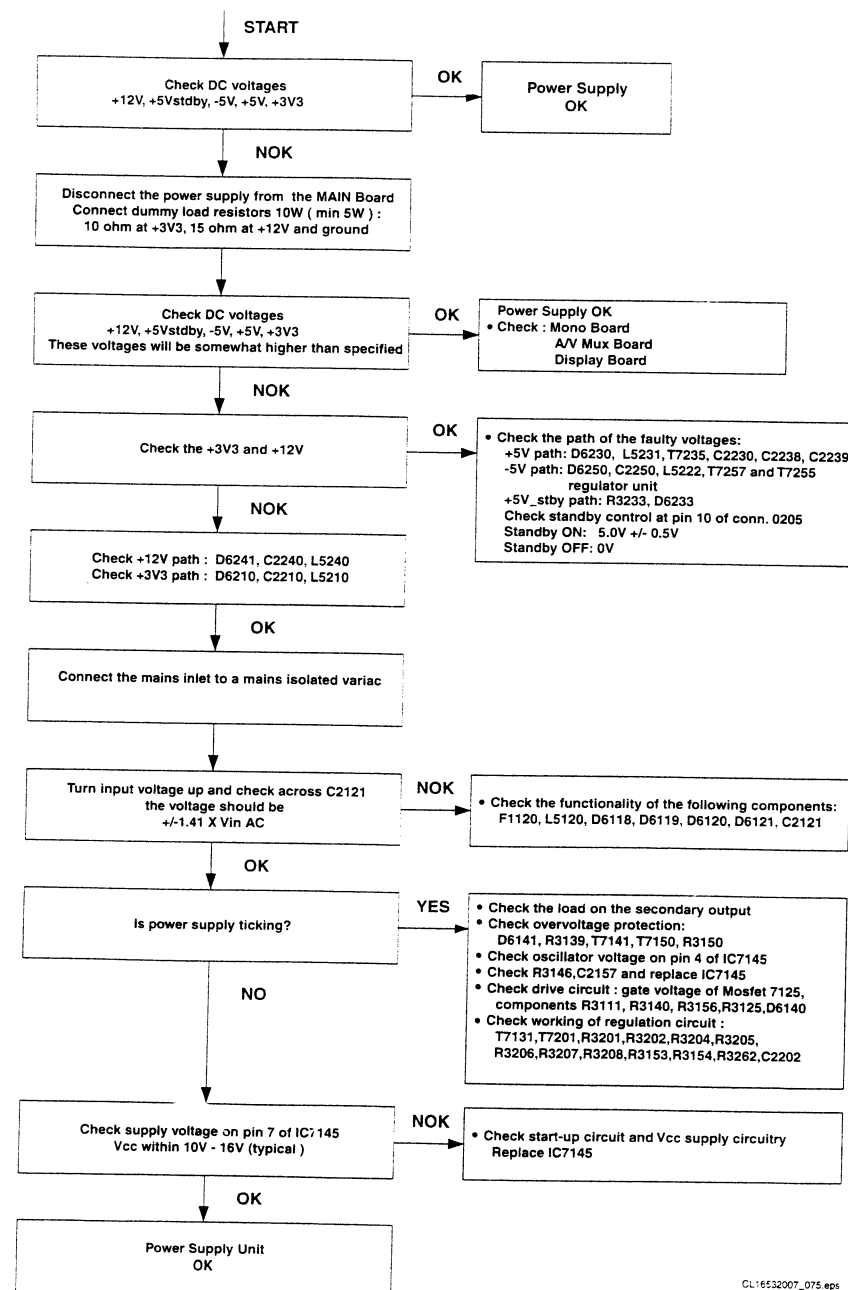 START
Check DC voltages
+12V, +5Vstdby, -5V, +5V, +3V3
OK
Power Supply
OK
NOK
Disconnect the power supply from the MAIN Board
Connect dummy load resistors 10W ( min 5W ) :
10 ohm at +3V3, 15 ohm at +12V and ground
Check DC voltages
+12V, +5Vstdby, -5V, +5V, +3V3
These voltages will be somewhat higher than specified
OK
Power Supply OK
• Check : Mono Board
A/V Mux Board
Display Board
NOK
Check the +3V3 and +12V
OK
• Check the path of the faulty voltages:
+5V path: D6230, L5231, T7235, C2230, C2238, C2239
-5V path: D6250, C2250, L5222, T7257 and T7255
regulator unit
+5V_stby path: R3233, D6233
Check standby control at pin 10 of conn. 0205
Standby ON: 5.0V +/- 0.5V
Standby OFF: 0V
NOK
Check +12V path : D6241, C2240, L5240
Check +3V3 path : D6210, C2210, L5210
OK
Connect the mains inlet to a mains isolated variac
Turn input voltage up and check across C2121
the voltage should be
+/-1.41 X Vin AC
NOK
• Check the functionality of the following components:
F1120, L5120, D6118, D6119, D6120, D6121, C2121
OK
Is power supply ticking?
YES
• Check the load on the secondary output
• Check overvoltage protection:
D6141, R3139, T7141, T7150, R3150
• Check oscillator voltage on pin 4 of IC7145
• Check R3146,C2157 and replace IC7145
• Check drive circuit : gate voltage of Mosfet 7125,
components R3111, R3140, R3156,R3125,D6140
• Check working of regulation circuit :
T7131,T7201,R3201,R3202,R3204,R3205,
R3206,R3207,R3208,R3153,R3154,R3262,C2202
NO
Check supply voltage on pin 7 of IC7145
Vcc within 10V - 16V (typical )
NOK
• Check start-up circuit and Vcc supply circuitry
Replace IC7145
OK
Power Supply Unit
OK
CL16532007_075.eps